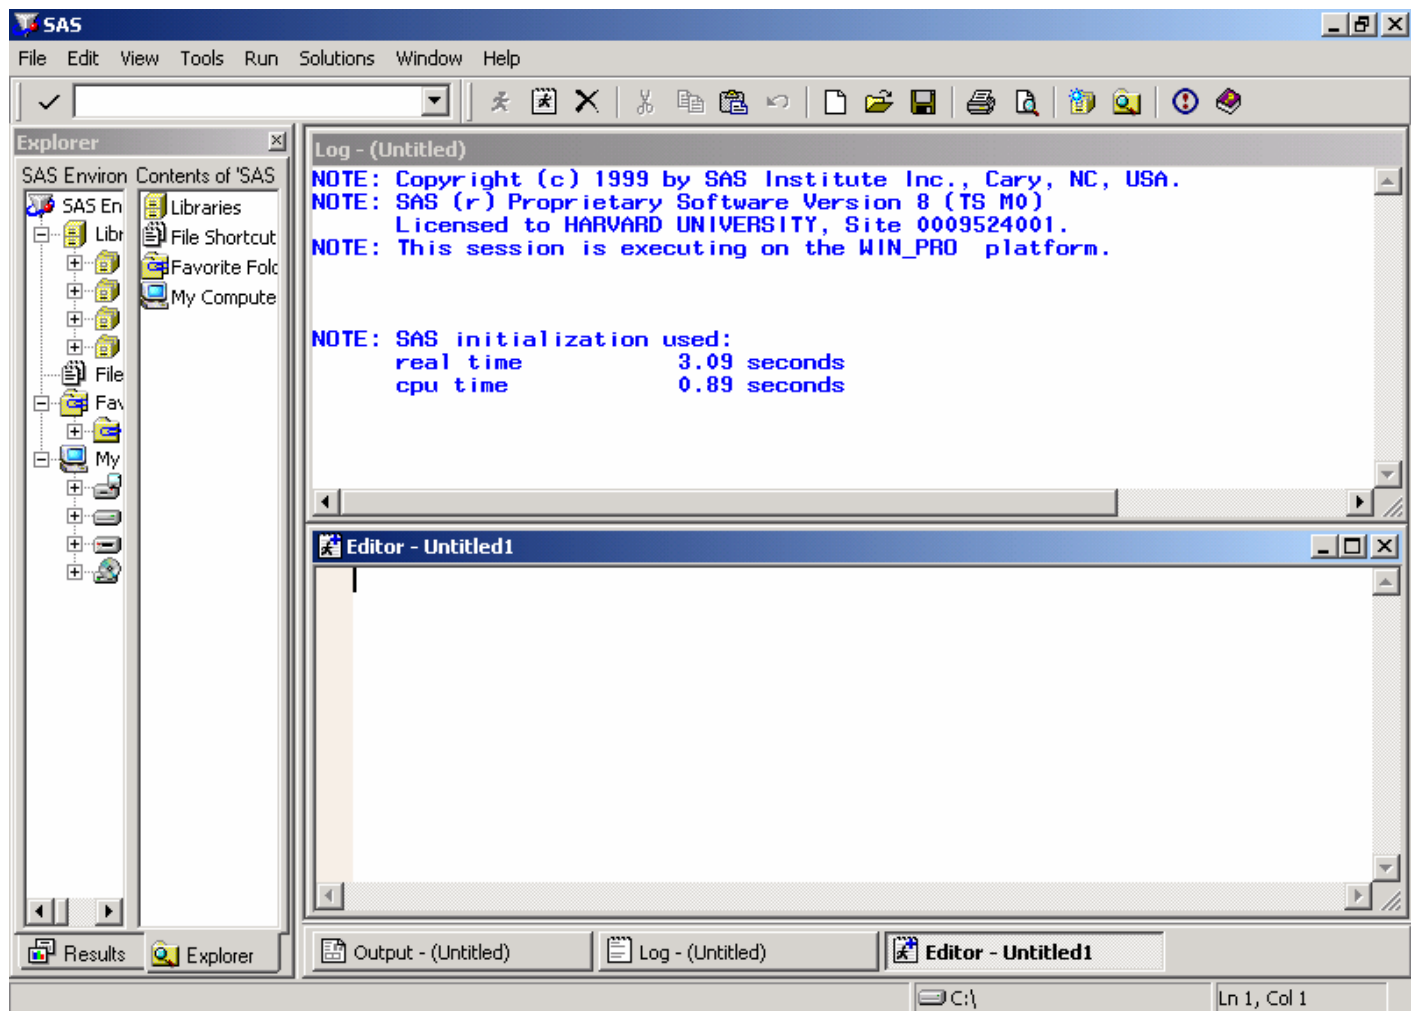 SAS
File Edit View Tools Run Solutions Window Help
Explorer
SAS Environ Contents of 'SAS
SAS En
Libr
File
Fav
My
Libraries
File Shortcut
Favorite Fold
My Compute
Log - (Untitled)
NOTE: Copyright (c) 1999 by SAS Institute Inc., Cary, NC, USA.
NOTE: SAS (r) Proprietary Software Version 8 (TS M0)
Licensed to HARVARD UNIVERSITY, Site 0009524001.
NOTE: This session is executing on the WIN_PRO platform.
NOTE: SAS initialization used:
real time 3.09 seconds
cpu time 0.89 seconds
Editor - Untitled1
Results Explorer
Output - (Untitled) Log - (Untitled) Editor - Untitled1
C:\ Ln 1, Col 1